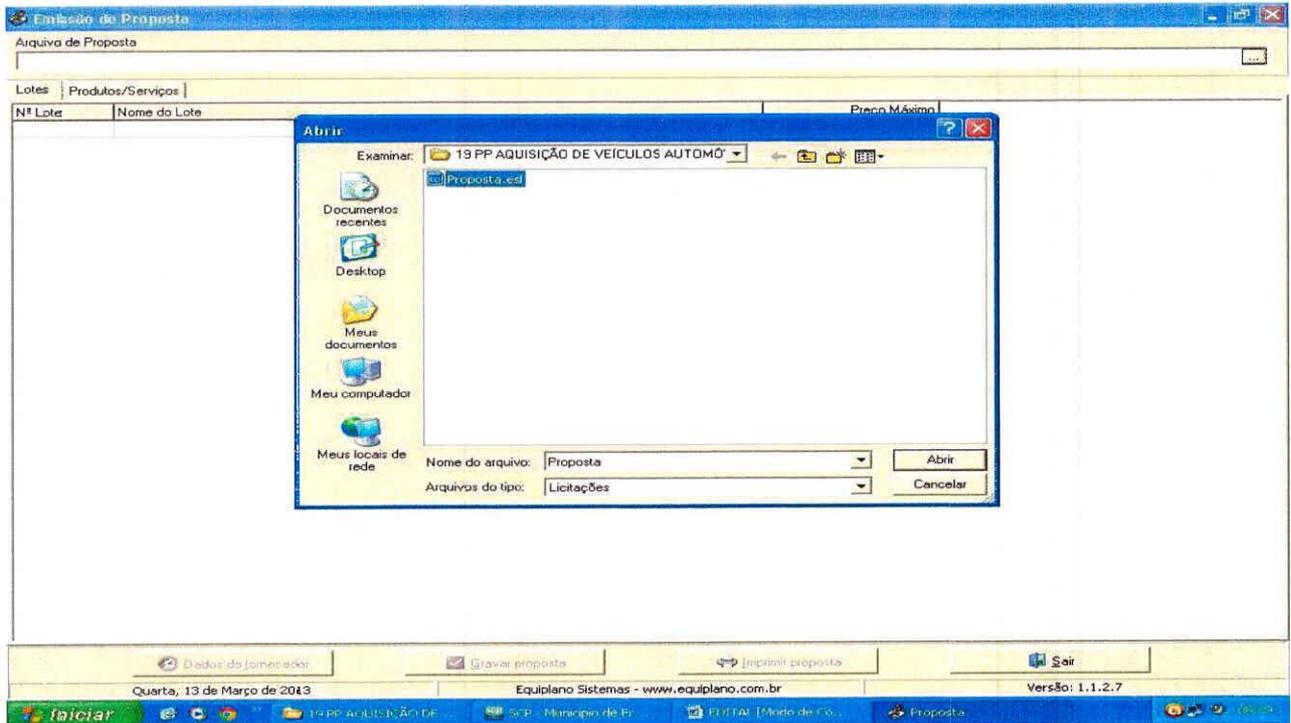 Emissão de Proposta
Arquivo de Proposta
...
Lotes Produtos/Serviços
Nº Lote Nome do Lote Preço Máximo
Abrir
Examinar: 19 PP AQUISIÇÃO DE VEÍCULOS AUTOMÔ
Proposta.esl
Documentos
recentes
Desktop
Meus
documentos
Meu computador
Meus locais de
rede
Nome do arquivo: Proposta Abrir
Arquivos do tipo: Licitações Cancelar
Dados do fornecedor Gravar proposta Imprimir proposta Sair
Quarta, 13 de Março de 2013 Equiplano Sistemas - www.equiplano.com.br Versão: 1.1.2.7
Iniciar 19 PP AQUISIÇÃO DE ... SCP - Municipio de Fr... EDITAL [Modo de Co... Proposta